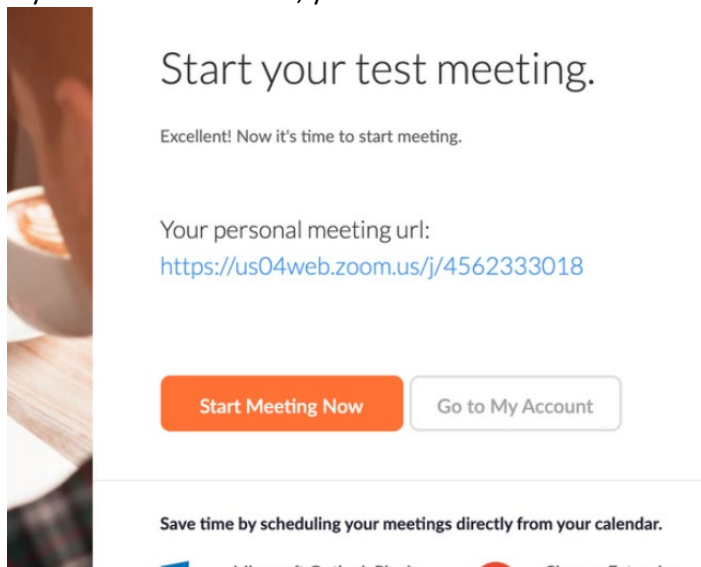 Start your test meeting.
Excellent! Now it's time to start meeting.
Your personal meeting url:
https://us04web.zoom.us/j/4562333018
Start Meeting Now
Go to My Account
Save time by scheduling your meetings directly from your calendar.